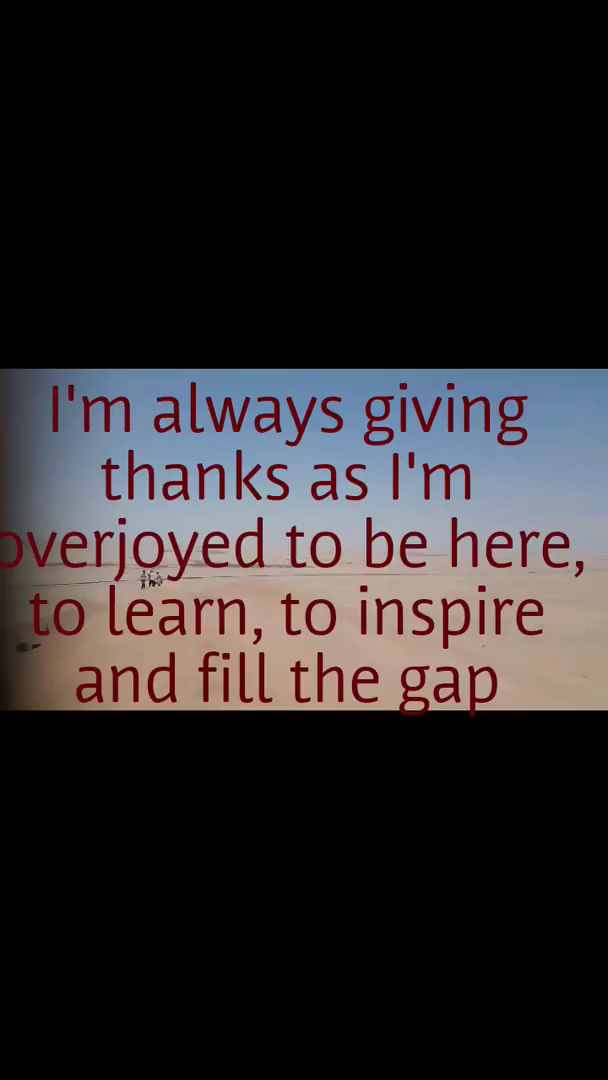 I'm always giving
thanks as I'm
overjoyed to be here,
to learn, to inspire
and fill the gap